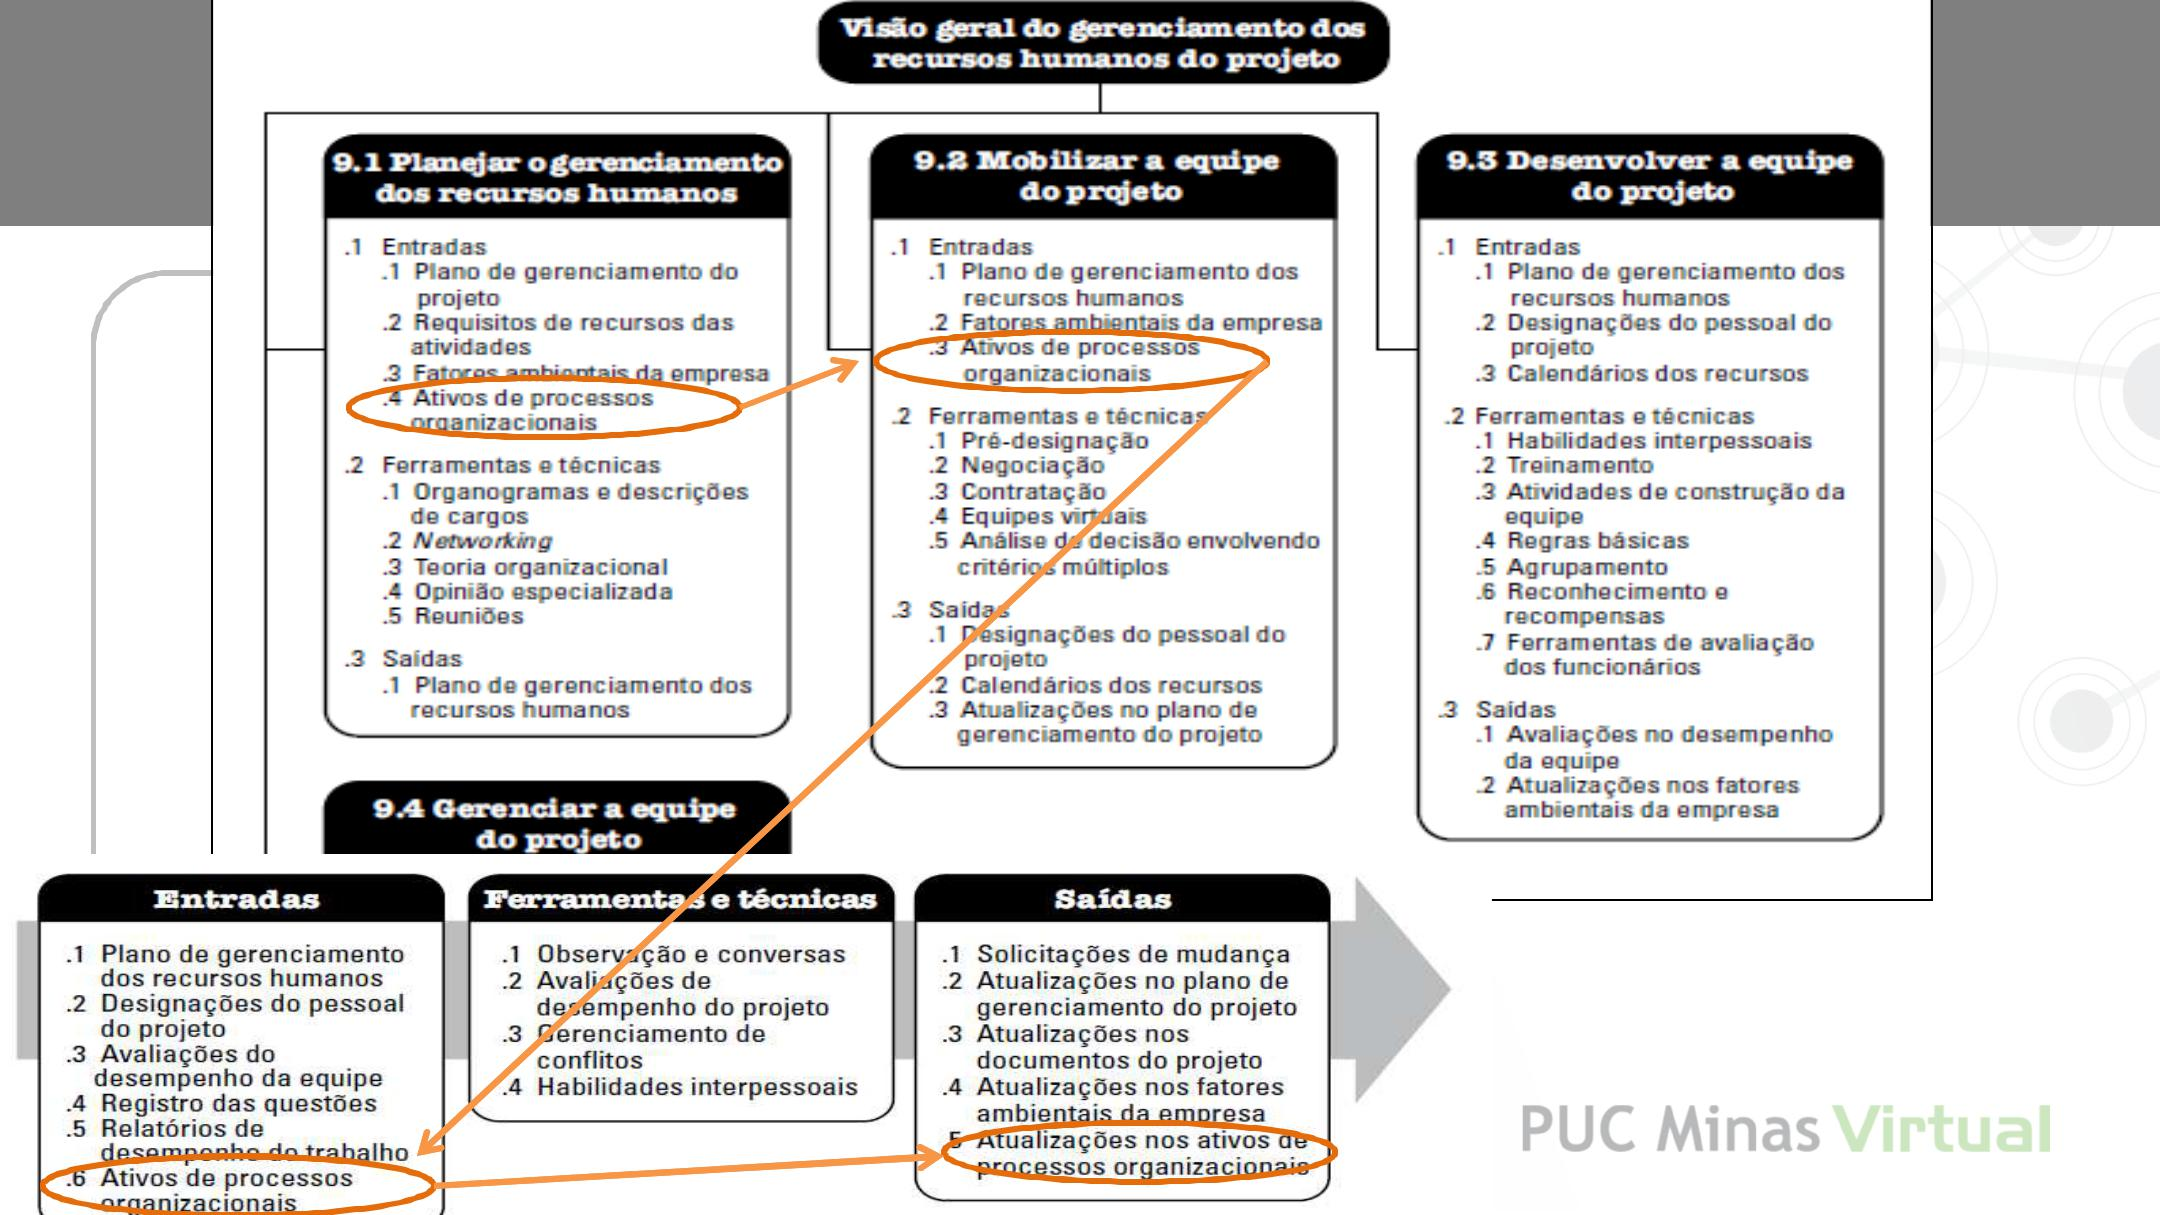 Visão geral do gerenciamento dos
recursos humanos do projeto
9.1 Planejar o gerenciamento
dos recursos humanos
.1 Entradas
.1 Plano de gerenciamento do
projeto
.2 Requisitos de recursos das
atividades
.3 Fatores ambientais da empresa
.4 Ativos de processos
organizacionais
.2 Ferramentas e técnicas
.1 Organogramas e descrições
de cargos
.2 Networking
.3 Teoria organizacional
.4 Opinião especializada
.5 Reuniões
.3 Saídas
.1 Plano de gerenciamento dos
recursos humanos
9.2 Mobilizar a equipe
do projeto
.1 Entradas
.1 Plano de gerenciamento dos
recursos humanos
.2 Fatores ambientais da empresa
.3 Ativos de processos
organizacionais
.2 Ferramentas e técnicas
.1 Pré-designação
.2 Negociação
.3 Contratação
.4 Equipes virtuais
.5 Análise de decisão envolvendo
critérios múltiplos
.3 Saídas
.1 Designações do pessoal do
projeto
.2 Calendários dos recursos
.3 Atualizações no plano de
gerenciamento do projeto
9.3 Desenvolver a equipe
do projeto
.1 Entradas
.1 Plano de gerenciamento dos
recursos humanos
.2 Designações do pessoal do
projeto
.3 Calendários dos recursos
.2 Ferramentas e técnicas
.1 Habilidades interpessoais
.2 Treinamento
.3 Atividades de construção da
equipe
.4 Regras básicas
.5 Agrupamento
.6 Reconhecimento e
recompensas
.7 Ferramentas de avaliação
dos funcionários
.3 Saídas
.1 Avaliações no desempenho
da equipe
.2 Atualizações nos fatores
ambientais da empresa
9.4 Gerenciar a equipe
do projeto
Entradas
.1 Plano de gerenciamento
dos recursos humanos
.2 Designações do pessoal
do projeto
.3 Avaliações do
desempenho da equipe
.4 Registro das questões
.5 Relatórios de
desempenho do trabalho
.6 Ativos de processos
organizacionais
Ferramentas e técnicas
.1 Observação e conversas
.2 Avaliações de
desempenho do projeto
.3 Gerenciamento de
conflitos
.4 Habilidades interpessoais
Saídas
.1 Solicitações de mudança
.2 Atualizações no plano de
gerenciamento do projeto
.3 Atualizações nos
documentos do projeto
.4 Atualizações nos fatores
ambientais da empresa
.5 Atualizações nos ativos de
processos organizacionais
PUC Minas Virtual